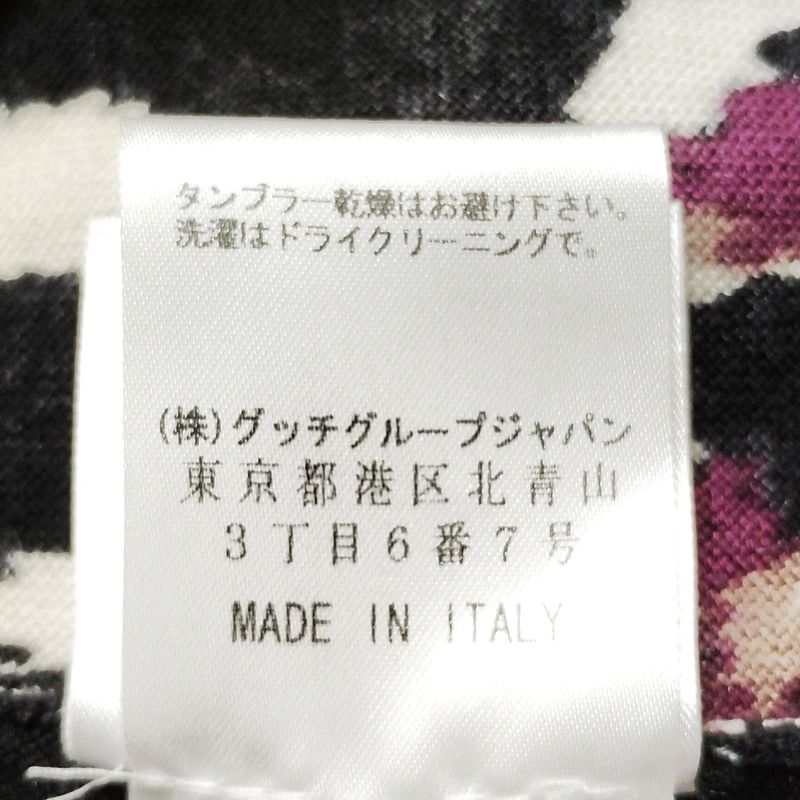 タンブラー乾燥はお避け下さい。
洗濯はドライクリーニングで。
(株)グッチグループジャパン
東京都港区北青山
3丁目6番7号
MADE IN ITALY